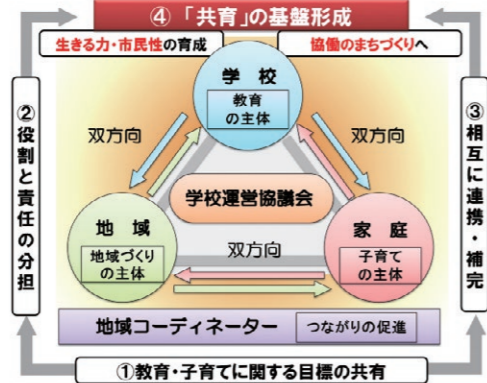 ④「共育」の基盤形成
生きる力・市民性の育成
協働のまちづくりへ
学校
教育
の主体
双方向
双方向
②役割と責任の分担
③相互に連携・補完
学校運営協議会
地域
地域づくり
の主体
双方向
家庭
子育て
の主体
地域コーディネーター
つながりの促進
①教育・子育てに関する目標の共有